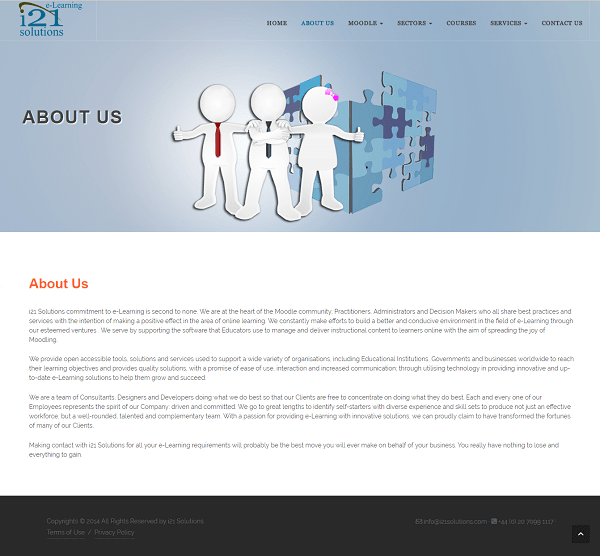 e-Learning
i21
solutions
HOME ABOUT US MOODLE SECTORS COURSES SERVICES CONTACT US
ABOUT US
About Us
i21 Solutions commitment to e-Learning is second to none. We are at the heart of the Moodle community; Practitioners, Administrators and Decision Makers who all share best practices and
services with the intention of making a positive effect in the area of online learning. We constantly make efforts to build a better and conducive environment in the field of e-Learning through
our esteemed ventures . We serve by supporting the software that Educators use to manage and deliver instructional content to learners online with the aim of spreading the joy of
Moodling.
We provide open accessible tools, solutions and services used to support a wide variety of organisations, including Educational Institutions, Governments and businesses worldwide to reach
their learning objectives and provides quality solutions, with a promise of ease of use, interaction and increased communication; through utilising technology in providing innovative and up-
to-date e-Learning solutions to help them grow and succeed.
We are a team of Consultants, Designers and Developers doing what we do best so that our Clients are free to concentrate on doing what they do best. Each and every one of our
Employees represents the spirit of our Company: driven and committed. We go to great lengths to identify self-starters with diverse experience and skill sets to produce not just an effective
workforce, but a well-rounded, talented and complementary team. With a passion for providing e-Learning with innovative solutions, we can proudly claim to have transformed the fortunes
of many of our Clients.
Making contact with i21 Solutions for all your e-Learning requirements will probably be the best move you will ever make on behalf of your business. You really have nothing to lose and
everything to gain.
Copyrights © 2014 All Rights Reserved by i21 Solutions. info@i21solutions.com · +44 (0) 20 7099 1117
Terms of Use / Privacy Policy